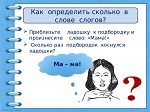 Как определить сколько в
слове слогов?
Приблизьте ладошку к подбородку и
произнесите слово: «Мама!»
Сколько раз подбородок коснулся
ладошки?
Ма – ма!
?